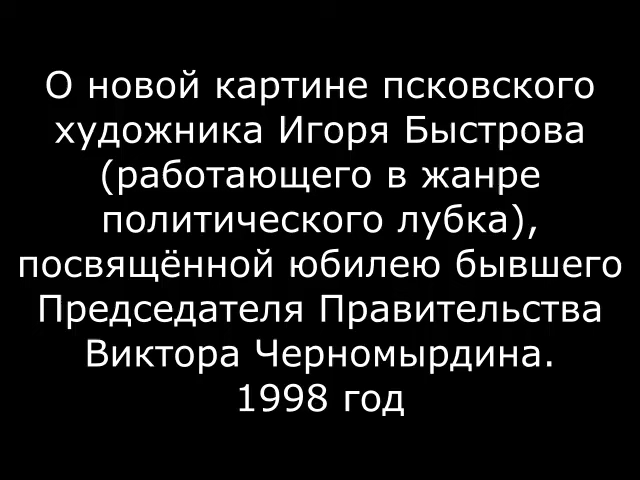 О новой картине псковского
художника Игоря Быстрова
(работающего в жанре
политического лубка),
посвящённой юбилею бывшего
Председателя Правительства
Виктора Черномырдина.
1998 год